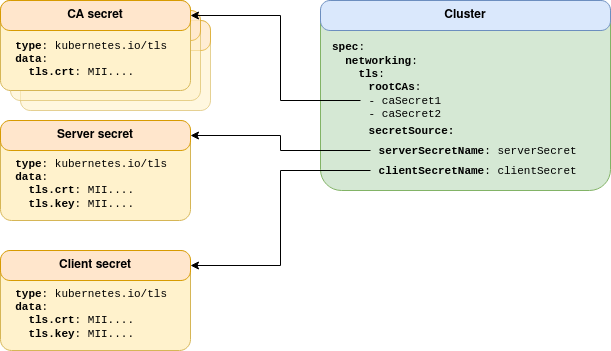 CA secret
type: kubernetes.io/tls
data:
tls.crt: MII....
Server secret
type: kubernetes.io/tls
data:
tls.crt: MII....
tls.key: MII....
Client secret
type: kubernetes.io/tls
data:
tls.crt: MII....
tls.key: MII....
Cluster
spec:
networking:
tls:
rootCAs:
- caSecret1
- caSecret2
secretSource:
serverSecretName: serverSecret
clientSecretName: clientSecret